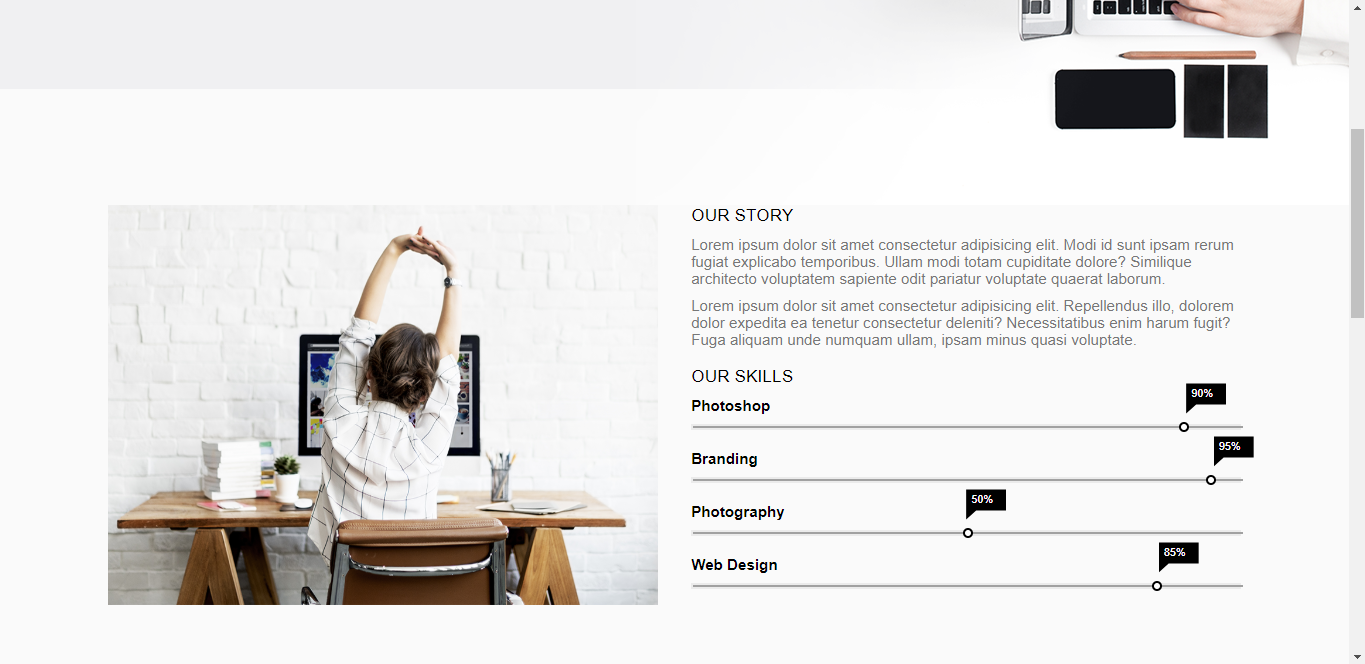 OUR STORY
Lorem ipsum dolor sit amet consectetur adipisicing elit. Modi id sunt ipsam rerum
fugiat explicabo temporibus. Ullam modi totam cupiditate dolore? Similique
architecto voluptatem sapiente odit pariatur voluptate quaerat laborum.
Lorem ipsum dolor sit amet consectetur adipisicing elit. Repellendus illo, dolorem
dolor expedita ea tenetur consectetur deleniti? Necessitatibus enim harum fugit?
Fuga aliquam unde numquam ullam, ipsam minus quasi voluptate.
OUR SKILLS
Photoshop
90%
Branding
95%
Photography
50%
Web Design
85%